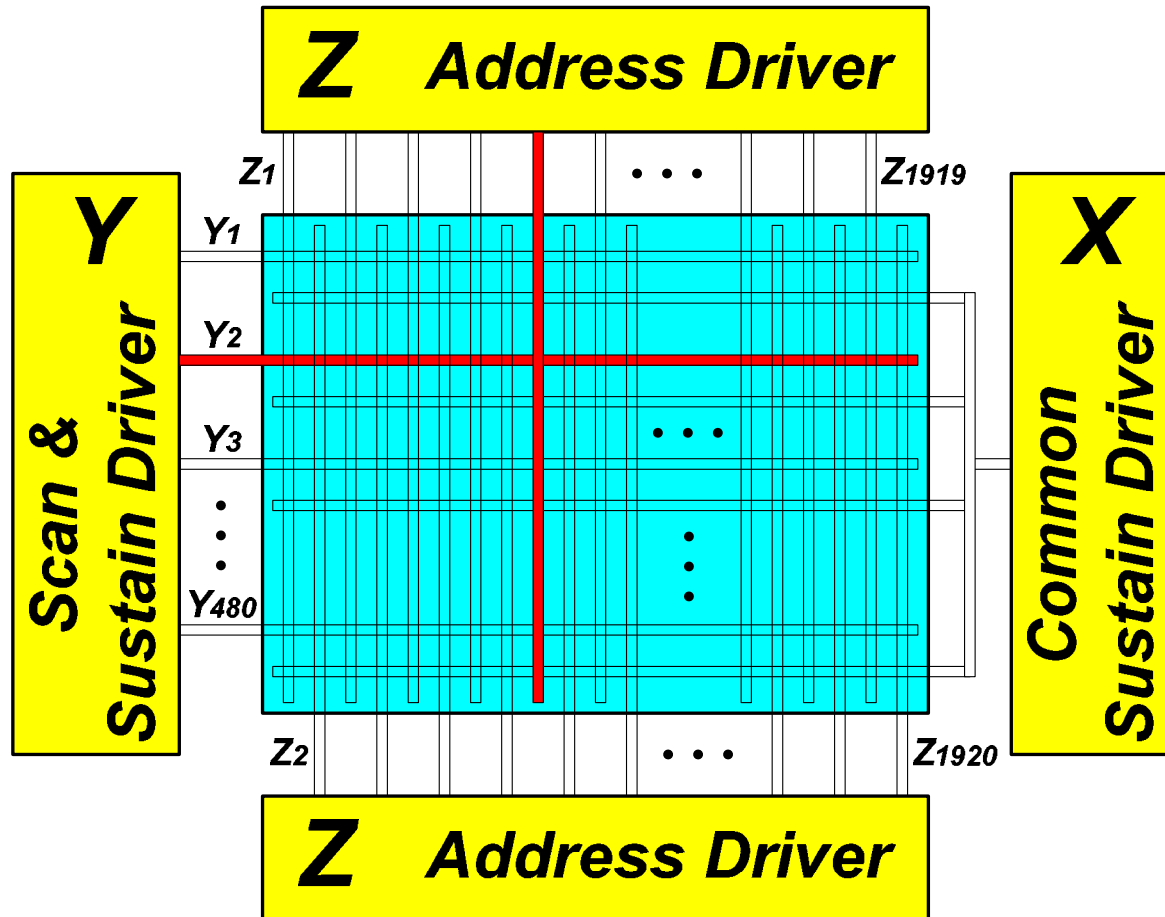 Z Address Driver
Z1
Z1919
Y
Scan &
Sustain Driver
Y1
Y2
Y3
Y480
X
Common
Sustain Driver
Z2
Z1920
Z Address Driver